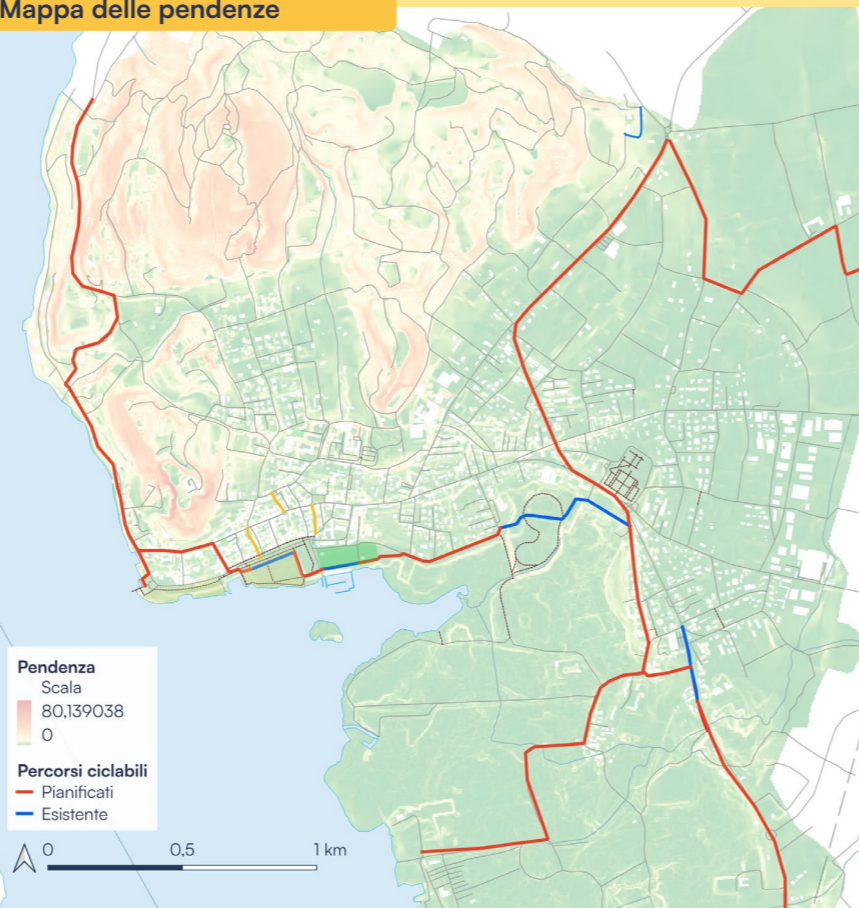 Mappa delle pendenze
Pendenza
Scala
80,139038
0
Percorsi ciclabili
Pianificati
Esistente
0 0,5 1 km